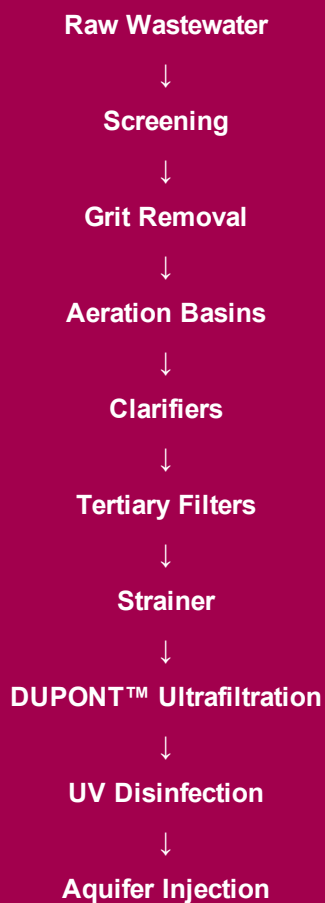 Raw Wastewater
↓
Screening
↓
Grit Removal
↓
Aeration Basins
↓
Clarifiers
↓
Tertiary Filters
↓
Strainer
↓
DUPONT™ Ultrafiltration
↓
UV Disinfection
↓
Aquifer Injection